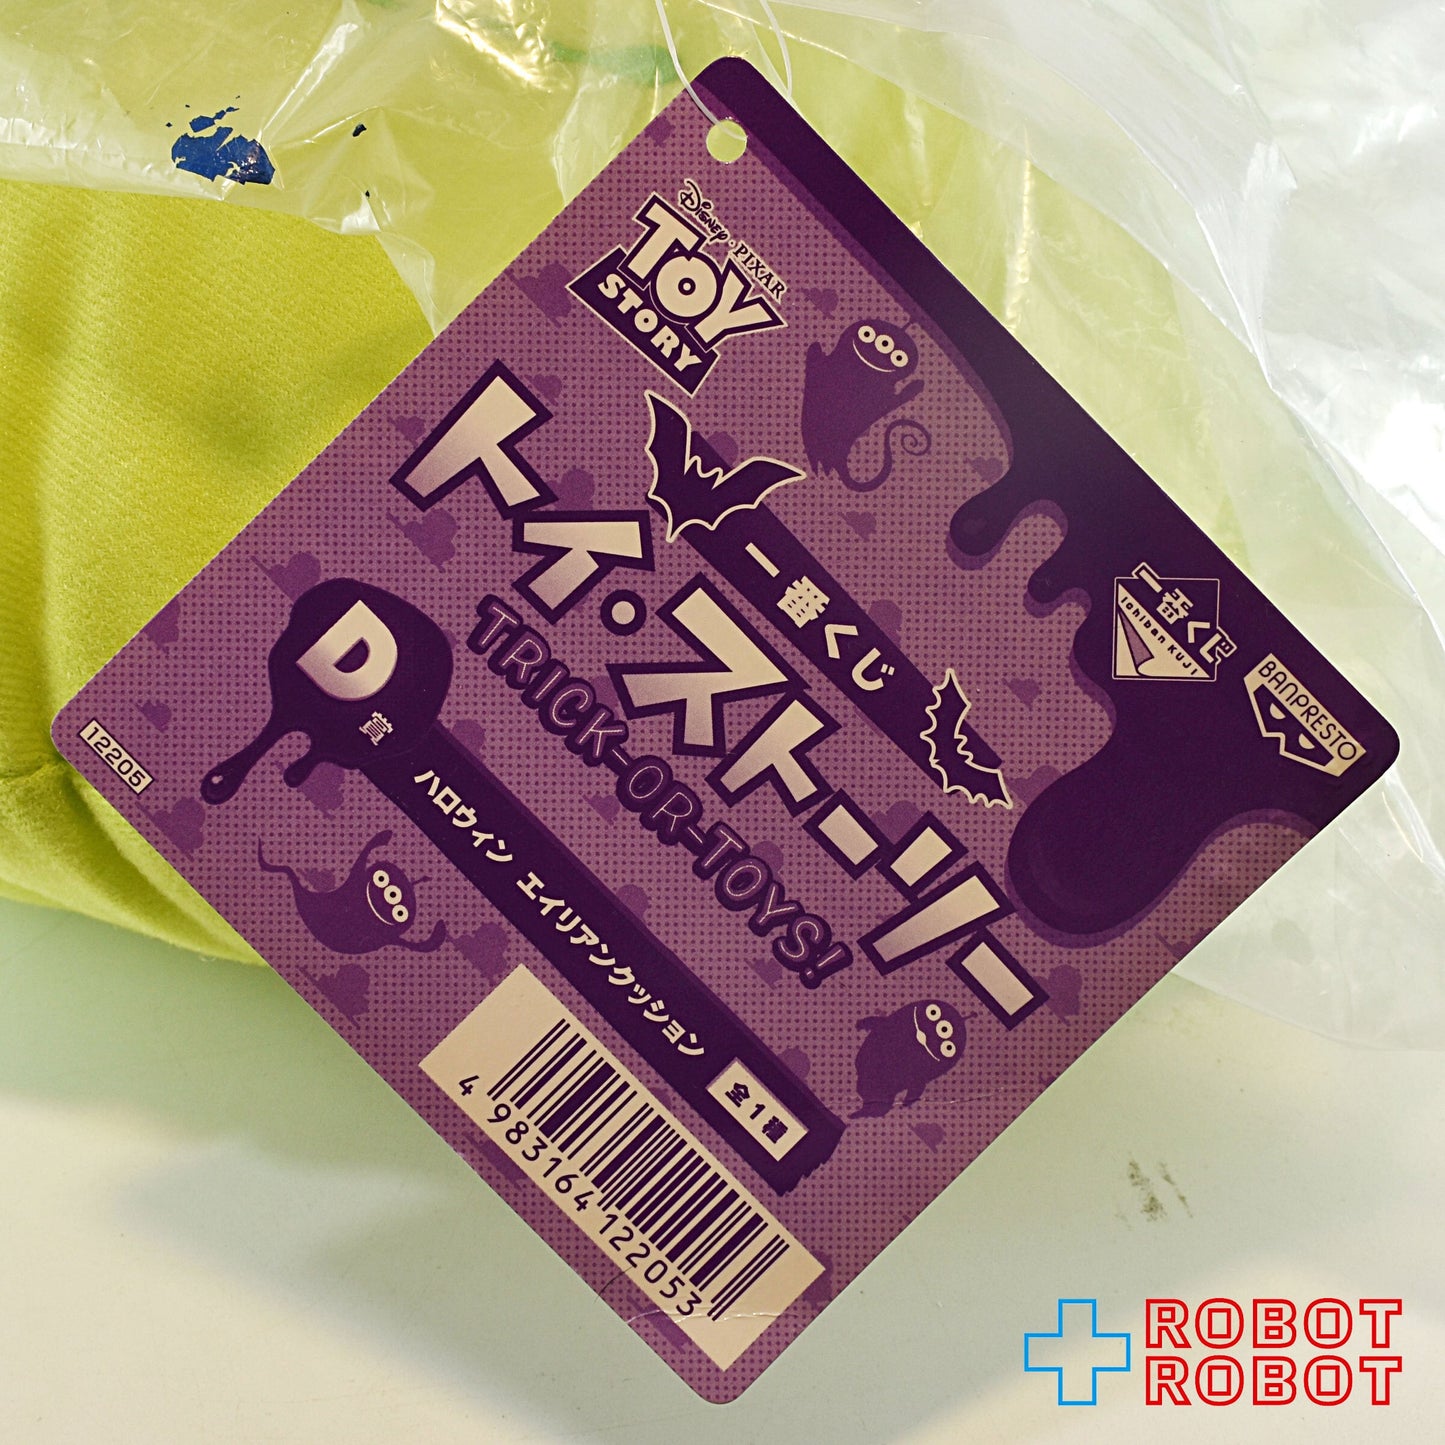 Disney・PIXAR
TOY
STORY
一番くじ
トイ・ストーリー
TRICK-OR-TOYS!
D
賞
ハロウィン エイリアンクッション
全1種
12205
4 983164 122053
一番くじ
Ichiban KUJI
BANPRESTO
ROBOT
ROBOT